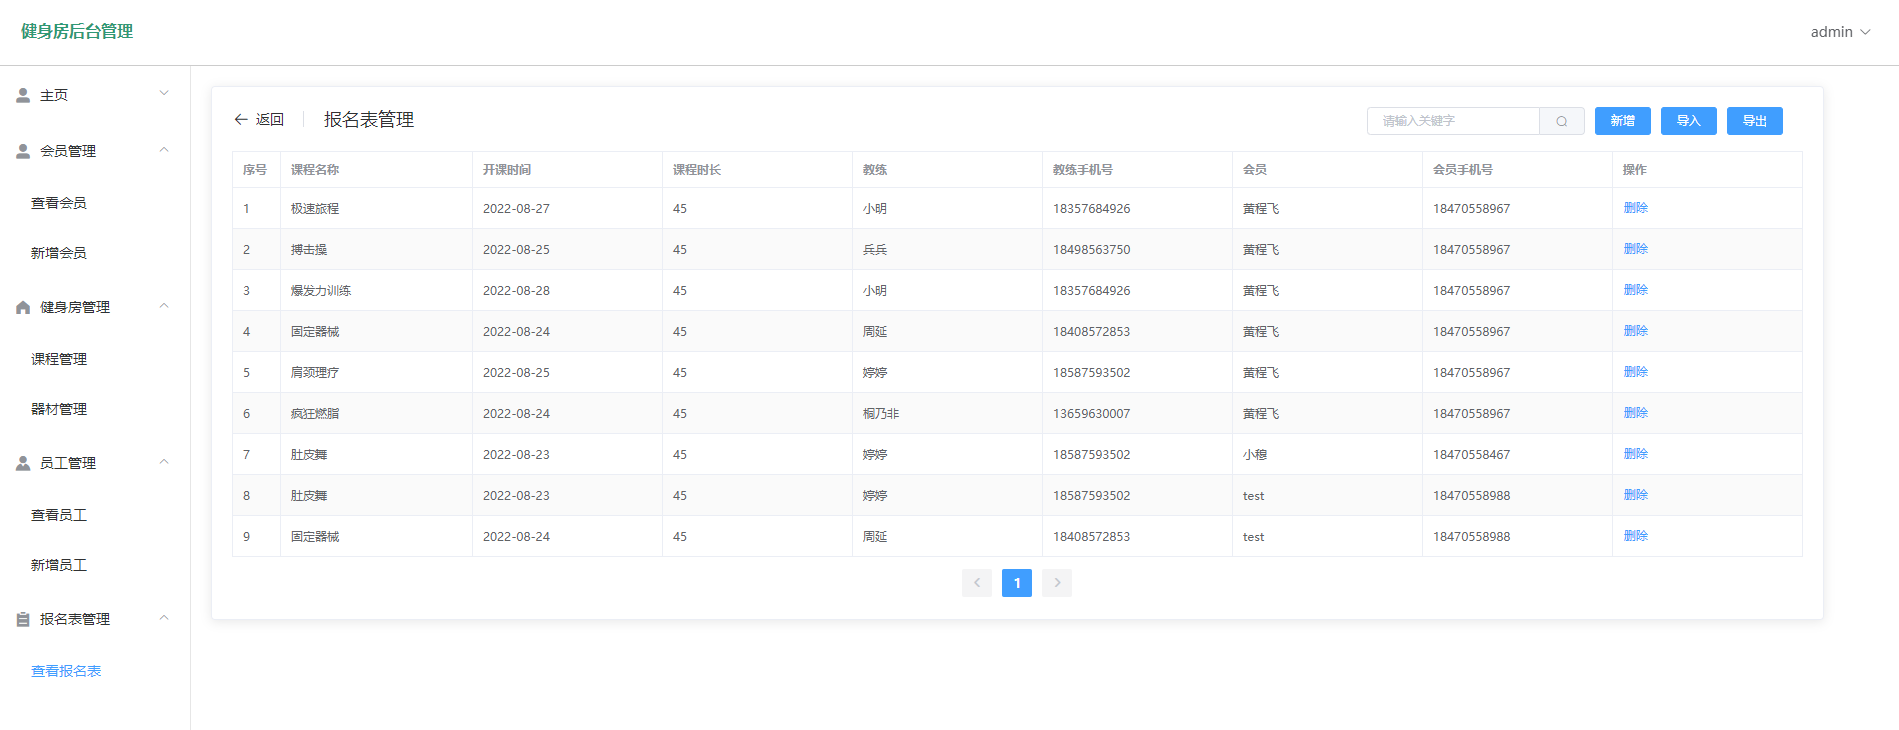 健身房后台管理
admin
主页
会员管理
查看会员
新增会员
健身房管理
课程管理
器材管理
员工管理
查看员工
新增员工
报名表管理
查看报名表
返回 报名表管理
请输入关键字 新增 导入 导出
序号 课程名称 开课时间 课程时长 教练 教练手机号 会员 会员手机号 操作
1 极速旅程 2022-08-27 45 小明 18357684926 黄程飞 18470558967 删除
2 搏击操 2022-08-25 45 兵兵 18498563750 黄程飞 18470558967 删除
3 爆发力训练 2022-08-28 45 小明 18357684926 黄程飞 18470558967 删除
4 固定器械 2022-08-24 45 周延 18408572853 黄程飞 18470558967 删除
5 肩颈理疗 2022-08-25 45 婷婷 18587593502 黄程飞 18470558967 删除
6 疯狂燃脂 2022-08-24 45 桐乃非 13659630007 黄程飞 18470558967 删除
7 肚皮舞 2022-08-23 45 婷婷 18587593502 小穆 18470558467 删除
8 肚皮舞 2022-08-23 45 婷婷 18587593502 test 18470558988 删除
9 固定器械 2022-08-24 45 周延 18408572853 test 18470558988 删除
1